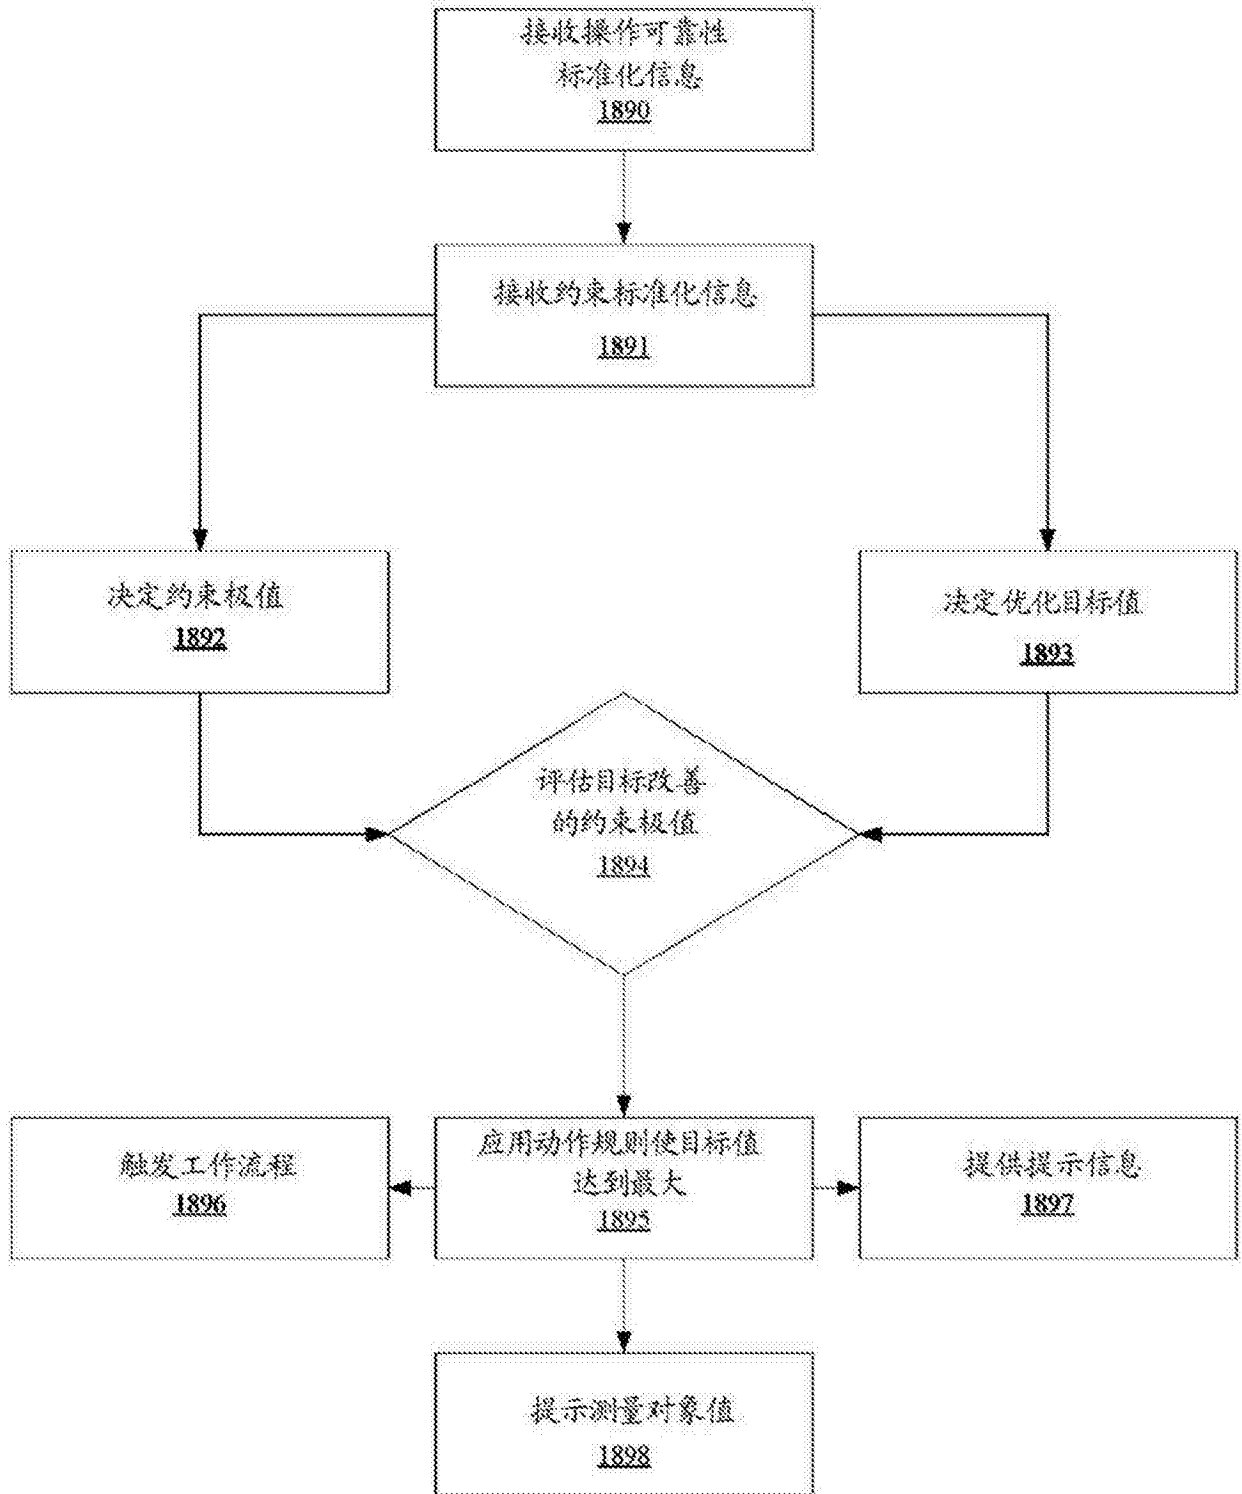 接收操作可靠性
标准化信息
1890
接收约束标准化信息
1891
决定约束极值
1892
决定优化目标值
1893
评估目标改善
的约束极值
1894
触发工作流程
1896
应用动作规则使目标值
达到最大
1895
提供提示信息
1897
提示测量对象值
1898